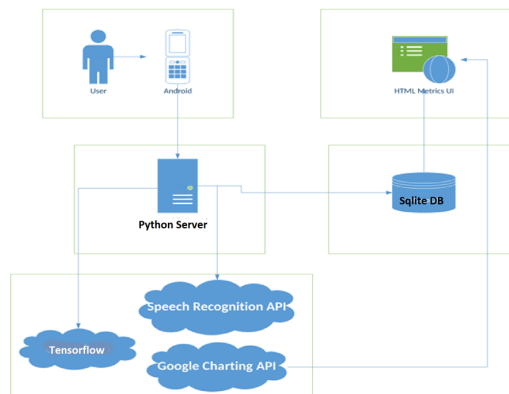 User
Android
HTML Metrics UI
Python Server
Sqlite DB
Speech Recognition API
Tensorflow
Google Charting API